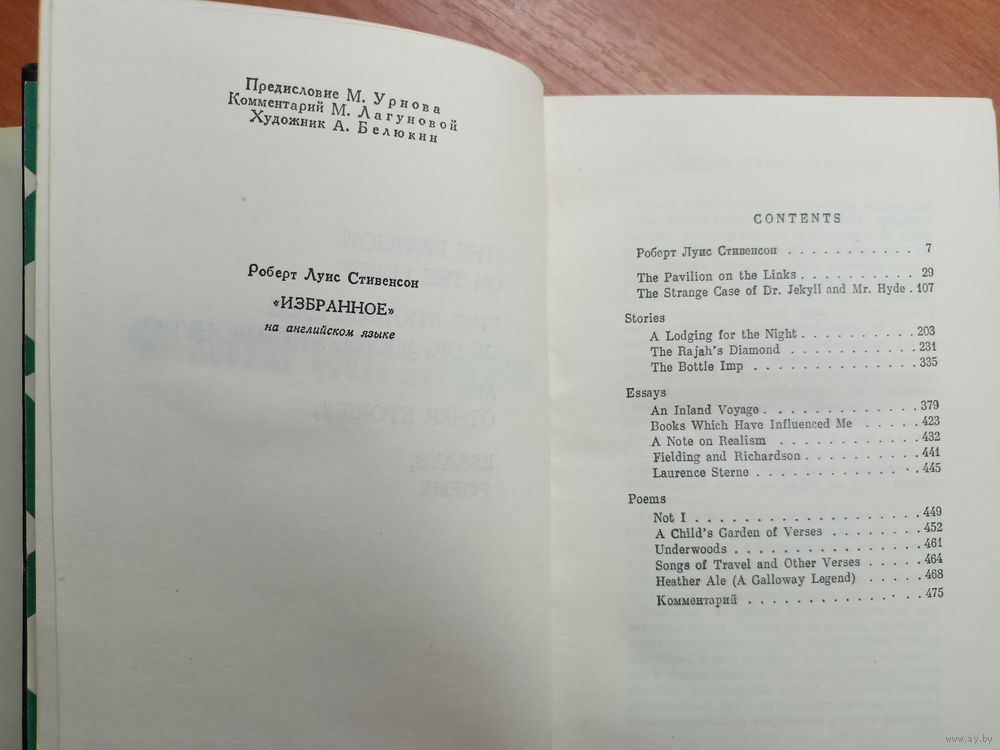 Предисловие М. Урнова
Комментарий М. Лагуновой
Художник А. Белюкин
Роберт Луис Стивенсон
«ИЗБРАННОЕ»
на английском языке
CONTENTS
Роберт Луис Стивенсон . . . . . . . . . . . 7
The Pavilion on the Links . . . . . . . . . . 29
The Strange Case of Dr. Jekyll and Mr. Hyde . 107
Stories
A Lodging for the Night . . . . . . . . . . 203
The Rajah's Diamond . . . . . . . . . . . 231
The Bottle Imp . . . . . . . . . . . . . . 335
Essays
An Inland Voyage . . . . . . . . . . . . . 379
Books Which Have Influenced Me . . . . . 423
A Note on Realism . . . . . . . . . . . . 432
Fielding and Richardson . . . . . . . . . . 441
Laurence Sterne . . . . . . . . . . . . . 445
Poems
Not I . . . . . . . . . . . . . . . . . . . 449
A Child's Garden of Verses . . . . . . . . 452
Underwoods . . . . . . . . . . . . . . . . 461
Songs of Travel and Other Verses . . . . . 464
Heather Ale (A Galloway Legend) . . . . . 468
Комментарий . . . . . . . . . . . . . . . 475
www.ay.by